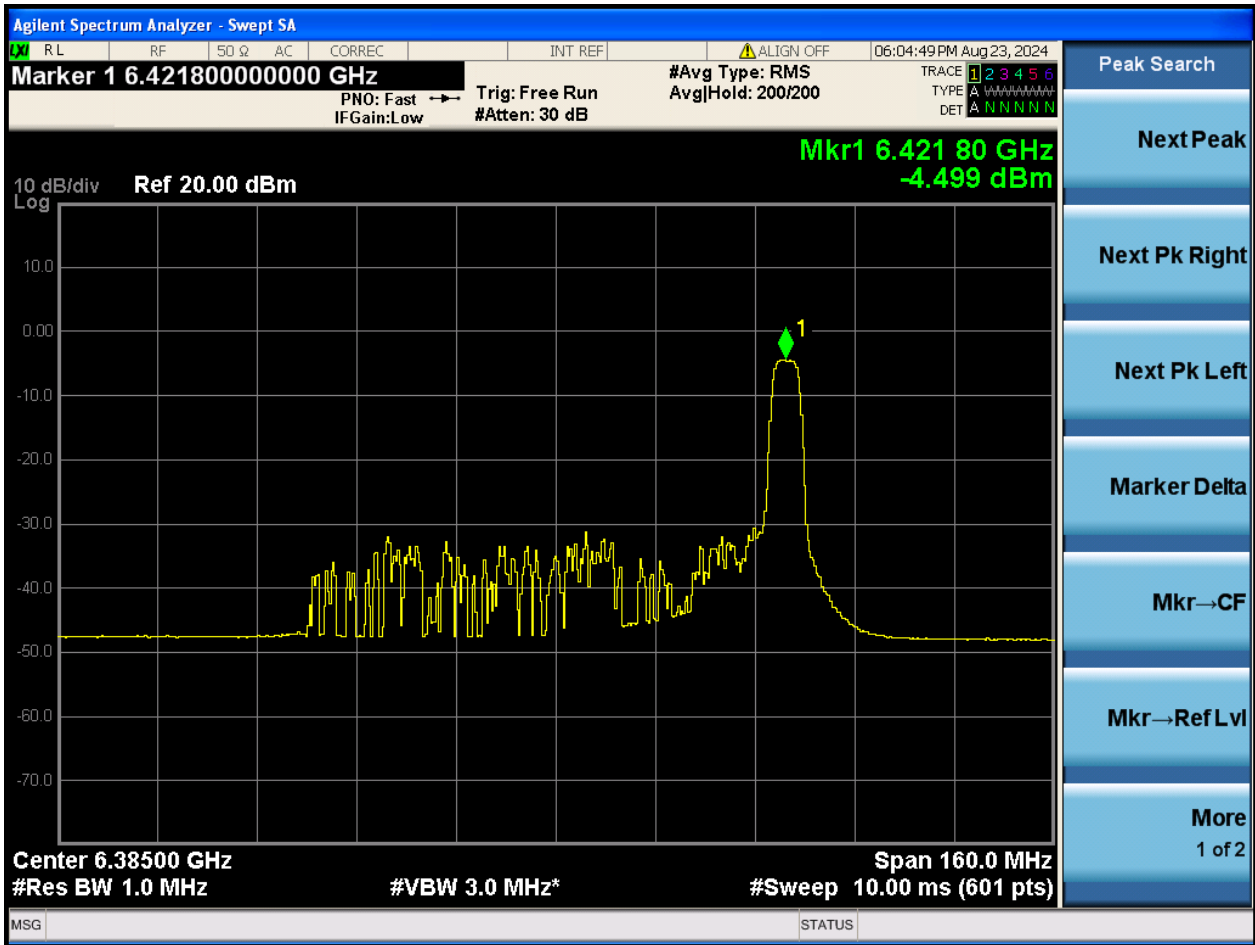 Agilent Spectrum Analyzer - Swept SA
LXI RL RF 50 Ω AC CORREC INT REF ALIGN OFF 06:04:49 PM Aug 23, 2024
Marker 1 6.421800000000 GHz
PNO: Fast
IFGain:Low
Trig: Free Run
#Atten: 30 dB
#Avg Type: RMS
Avg|Hold: 200/200
TRACE 1 2 3 4 5 6
TYPE A WWWWW
DET A N N N N N
Mkr1 6.421 80 GHz
-4.499 dBm
10 dB/div Ref 20.00 dBm
Log
10.0
0.00
-10.0
-20.0
-30.0
-40.0
-50.0
-60.0
-70.0
1
Center 6.38500 GHz Span 160.0 MHz
#Res BW 1.0 MHz #VBW 3.0 MHz* #Sweep 10.00 ms (601 pts)
MSG STATUS
Peak Search
Next Peak
Next Pk Right
Next Pk Left
Marker Delta
Mkr→CF
Mkr→Ref Lvl
More
1 of 2